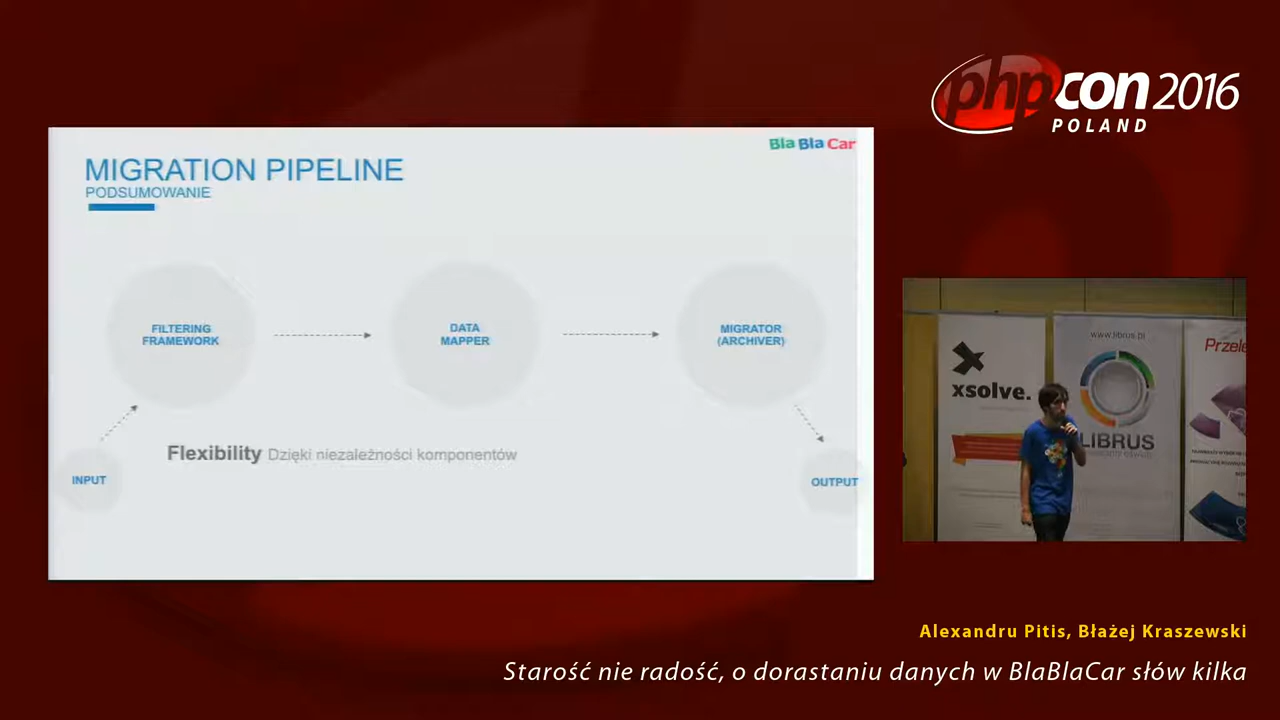 phpcon 2016
POLAND
Bla Bla Car
MIGRATION PIPELINE
PODSUMOWANIE
FILTERING
FRAMEWORK
DATA
MAPPER
MIGRATOR
(ARCHIVER)
Flexibility Dzięki niezależności komponentów
INPUT
OUTPUT
www.librus.pl
xsolve.
LIBRUS
Przele
Alexandru Pitis, Błażej Kraszewski
Starość nie radość, o dorastaniu danych w BlaBlaCar słów kilka